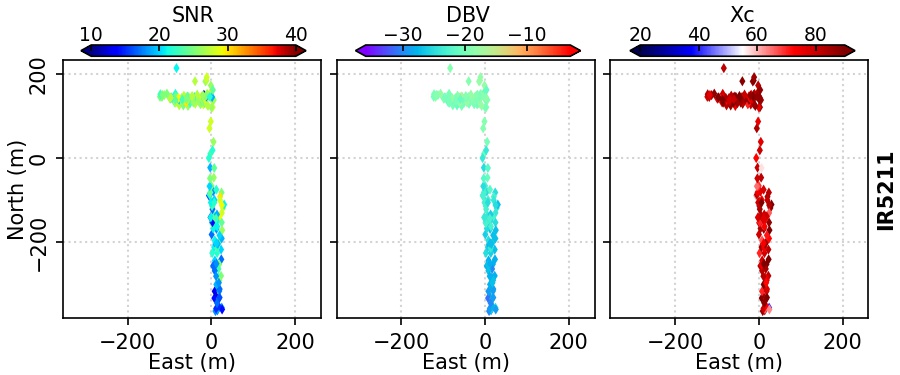 SNR DBV Xc
10 20 30 40 −30 −20 −10 20 40 60 80
200
0
−200
North (m)
−200 0 200 −200 0 200 −200 0 200
East (m) East (m) East (m)
IR5211